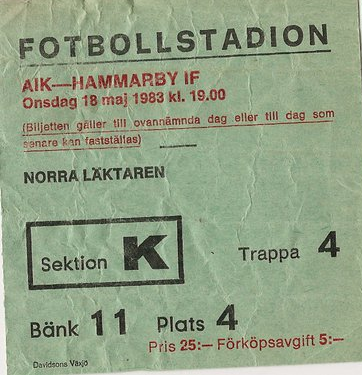 FOTBOLLSTADION
AIK—HAMMARBY IF
Onsdag 18 maj 1983 kl. 19.00
(Biljetten gäller till ovannämnda dag eller till dag som
senare kan fastställas)
NORRA LÄKTAREN
Sektion K Trappa 4
Bänk 11 Plats 4
Pris 25:— Förköpsavgift 5:—
Davidsons Växjö